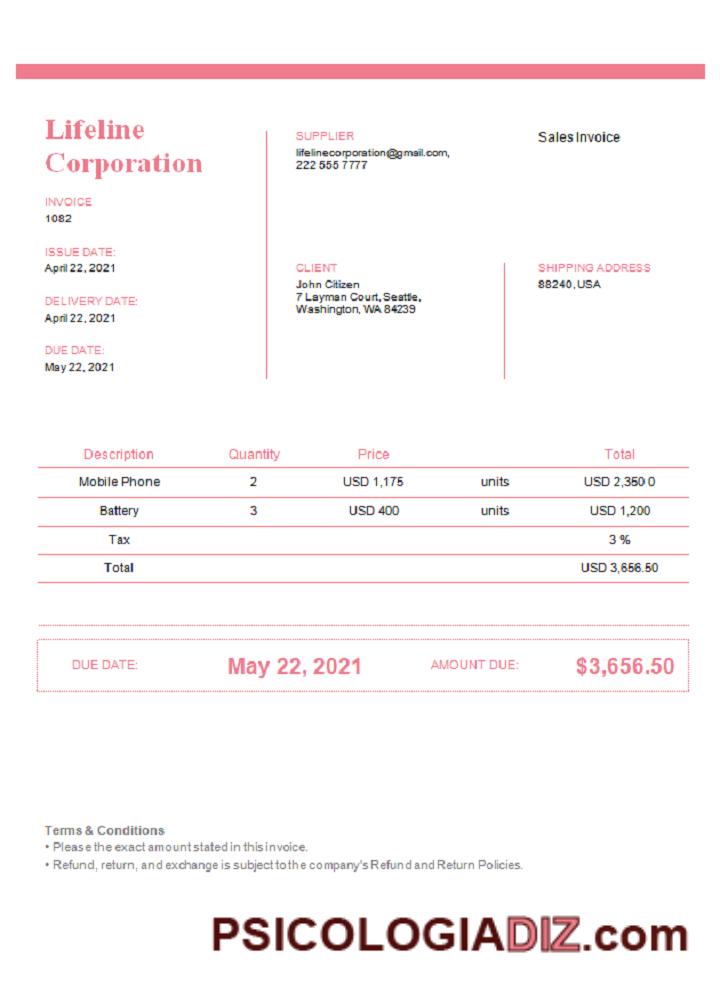 Lifeline
Corporation
INVOICE
1082
ISSUE DATE:
April 22, 2021
DELIVERY DATE:
April 22, 2021
DUE DATE:
May 22, 2021
SUPPLIER
lifelinecorporation@gmail.com,
222 555 7777
Sales Invoice
CLIENT
John Citizen
7 Layman Court, Seattle,
Washington, WA 84239
SHIPPING ADDRESS
88240, USA
Description Quantity Price Total
Mobile Phone 2 USD 1,175 units USD 2,350 0
Battery 3 USD 400 units USD 1,200
Tax 3 %
Total USD 3,656.50
DUE DATE: May 22, 2021 AMOUNT DUE: $3,656.50
Terms & Conditions
• Please the exact amount stated in this invoice.
• Refund, return, and exchange is subject to the company's Refund and Return Policies.
PSICOLOGIADIZ.com